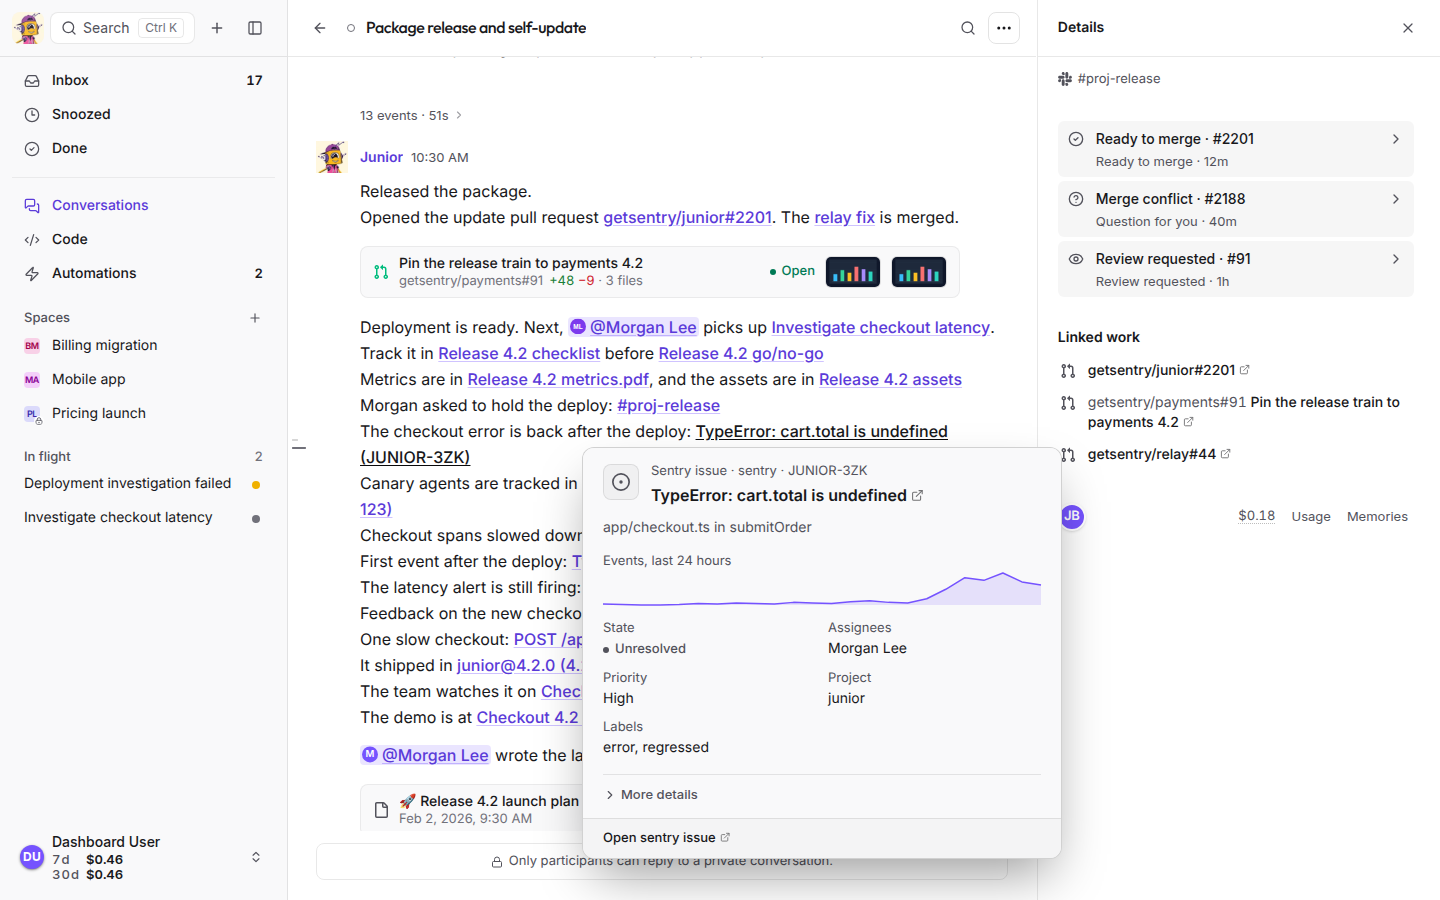 Search Ctrl K
Inbox 17
Snoozed
Done
Conversations
Code
Automations 2
Spaces
BM Billing migration
MA Mobile app
PL Pricing launch
In flight 2
Deployment investigation failed
Investigate checkout latency
DU Dashboard User
7d $0.46
30d $0.46
Package release and self-update
13 events · 51s
Junior 10:30 AM
Released the package.
Opened the update pull request getsentry/junior#2201. The relay fix is merged.
Pin the release train to payments 4.2
getsentry/payments#91 +48 −9 · 3 files
Open
Deployment is ready. Next, ML @Morgan Lee picks up Investigate checkout latency.
Track it in Release 4.2 checklist before Release 4.2 go/no-go
Metrics are in Release 4.2 metrics.pdf, and the assets are in Release 4.2 assets
Morgan asked to hold the deploy: #proj-release
The checkout error is back after the deploy: TypeError: cart.total is undefined
(JUNIOR-3ZK)
Canary agents are tracked in
123)
Checkout spans slowed down
First event after the deploy: T
The latency alert is still firing:
Feedback on the new checko
One slow checkout: POST /ap
It shipped in junior@4.2.0 (4.
The team watches it on Chec
The demo is at Checkout 4.2
M @Morgan Lee wrote the la
🚀 Release 4.2 launch plan
Feb 2, 2026, 9:30 AM
Only participants can reply to a private conversation.
Sentry issue · sentry · JUNIOR-3ZK
TypeError: cart.total is undefined
app/checkout.ts in submitOrder
Events, last 24 hours
State
Unresolved
Assignees
Morgan Lee
Priority
High
Project
junior
Labels
error, regressed
More details
Open sentry issue
Details
#proj-release
Ready to merge · #2201
Ready to merge · 12m
Merge conflict · #2188
Question for you · 40m
Review requested · #91
Review requested · 1h
Linked work
getsentry/junior#2201
getsentry/payments#91 Pin the release train to
payments 4.2
getsentry/relay#44
JB $0.18 Usage Memories